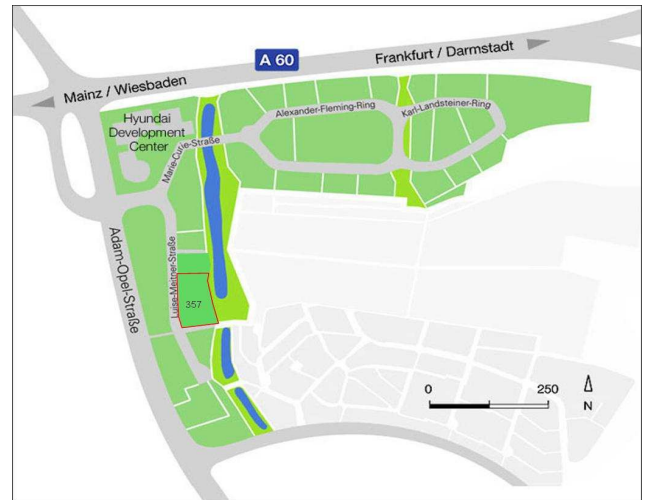 A 60
Frankfurt / Darmstadt
Mainz / Wiesbaden
Hyundai
Development
Center
Alexander-Fleming-Ring
Karl-Landsteiner-Ring
Marie-Curie-Straße
Adam-Opel-Straße
Luise-Meitner-Straße
357
0 250
N